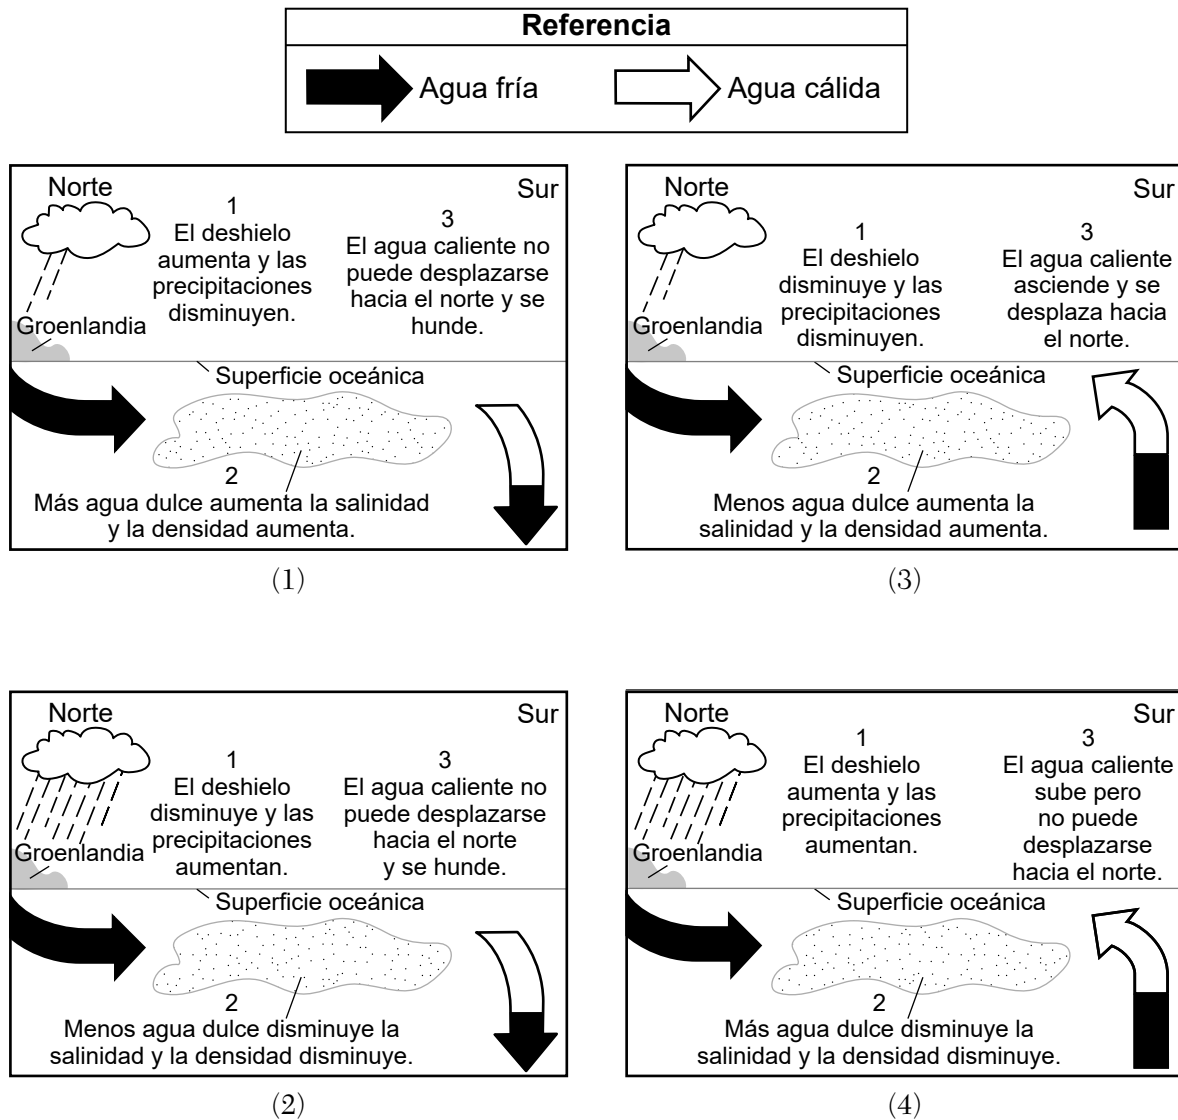 Referencia
Agua fría
Agua cálida
Norte
Sur
1
El deshielo
aumenta y las
precipitaciones
disminuyen.
3
El agua caliente no
puede desplazarse
hacia el norte y se
hunde.
Groenlandia
Superficie oceánica
2
Más agua dulce aumenta la salinidad
y la densidad aumenta.
(1)
Norte
Sur
1
El deshielo
disminuye y las
precipitaciones
disminuyen.
3
El agua caliente
asciende y se
desplaza hacia
el norte.
Groenlandia
Superficie oceánica
2
Menos agua dulce aumenta la
salinidad y la densidad aumenta.
(3)
Norte
Sur
1
El deshielo
disminuye y las
precipitaciones
aumentan.
3
El agua caliente no
puede desplazarse
hacia el norte
y se hunde.
Groenlandia
Superficie oceánica
2
Menos agua dulce disminuye la
salinidad y la densidad disminuye.
(2)
Norte
Sur
1
El deshielo
aumenta y las
precipitaciones
aumentan.
3
El agua caliente
sube pero
no puede
desplazarse
hacia el norte.
Groenlandia
Superficie oceánica
2
Más agua dulce disminuye la
salinidad y la densidad disminuye.
(4)